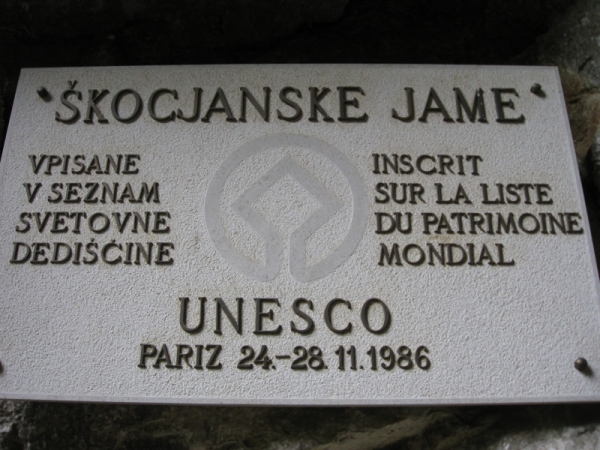 ŠKOCJANSKE JAME
VPISANE
V SEZNAM
SVETOVNE
DEDIŠČINE
INSCRIT
SUR LA LISTE
DU PATRIMOINE
MONDIAL
UNESCO
PARIZ 24.-28.11.1986